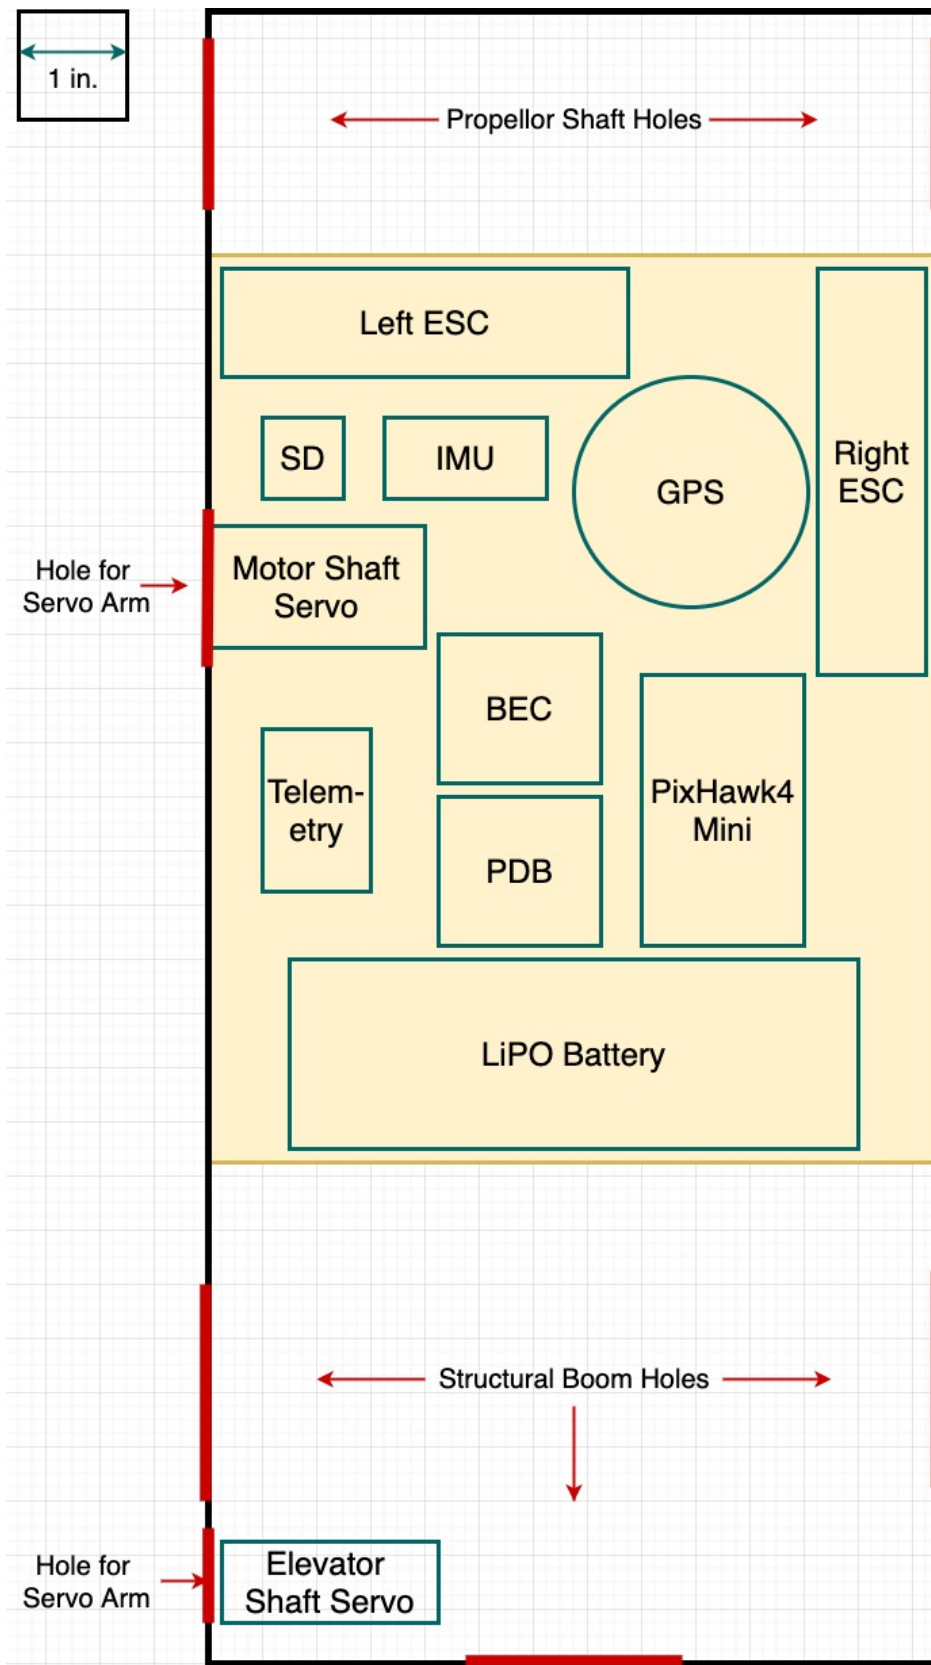 1 in.
Propellor Shaft Holes
Left ESC
SD
IMU
GPS
Right
ESC
Motor Shaft
Servo
Hole for
Servo Arm
BEC
Telem-
etry
PixHawk4
Mini
PDB
LiPO Battery
Structural Boom Holes
Hole for
Servo Arm
Elevator
Shaft Servo